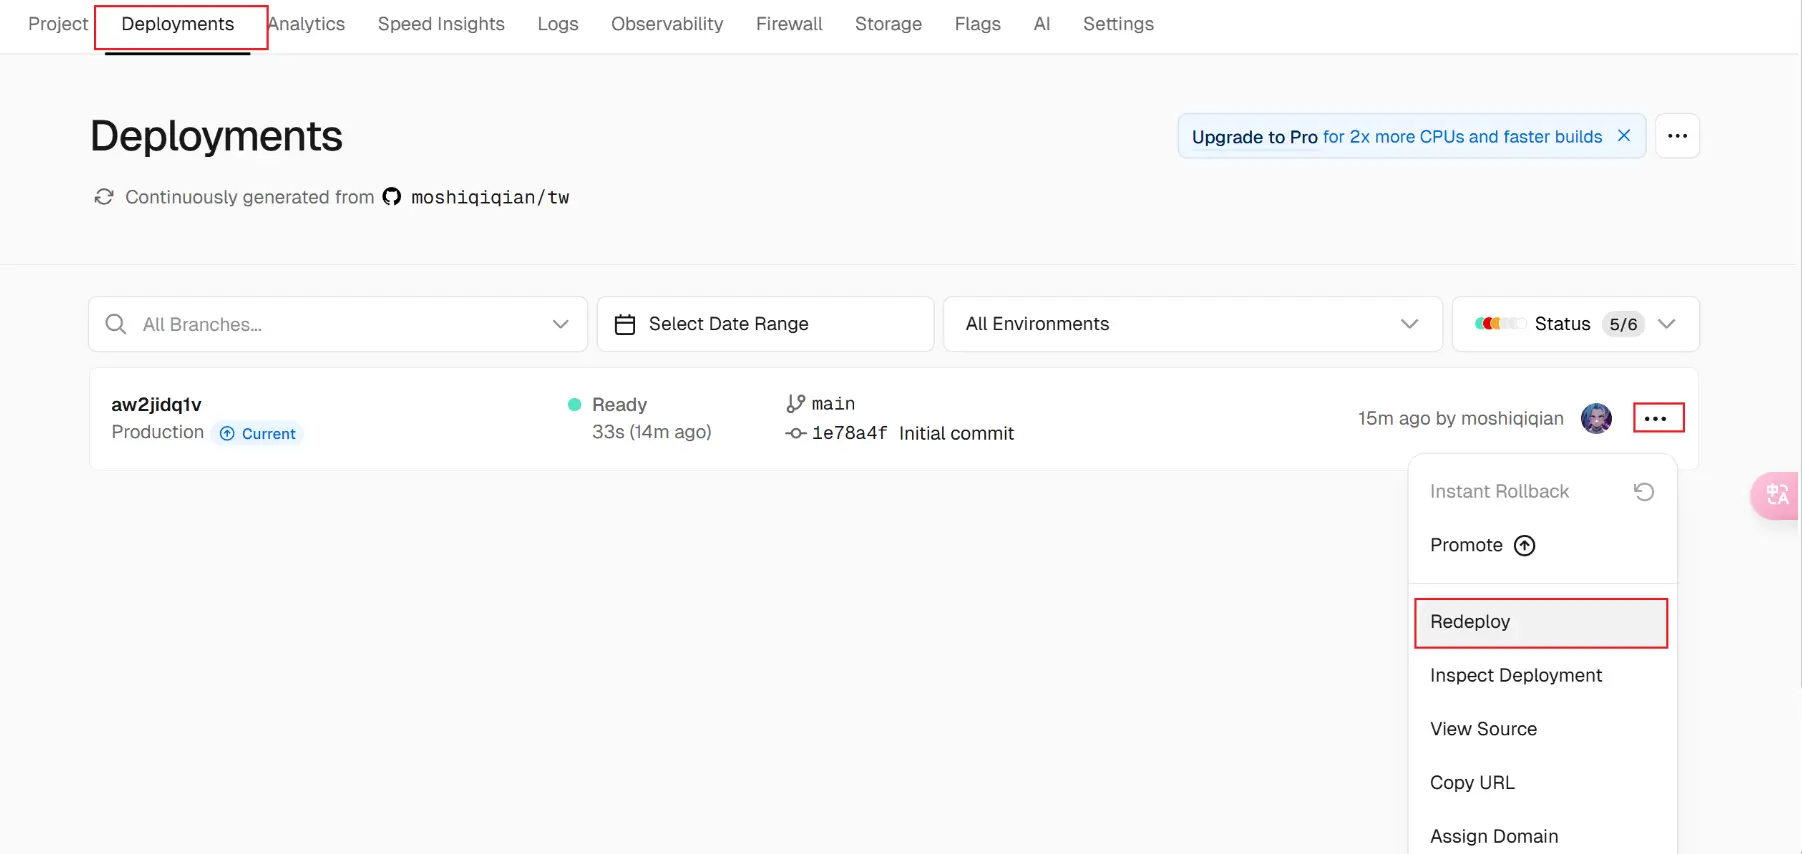 Project Deployments Analytics Speed Insights Logs Observability Firewall Storage Flags AI Settings
Deployments
Upgrade to Pro for 2x more CPUs and faster builds
Continuously generated from moshiqiqian/tw
All Branches... Select Date Range All Environments Status 5/6
aw2jidq1v Ready main
15m ago by moshiqiqian
Production Current 33s (14m ago) 1e78a4f Initial commit
Instant Rollback
Promote
Redeploy
Inspect Deployment
View Source
Copy URL
Assign Domain
中A